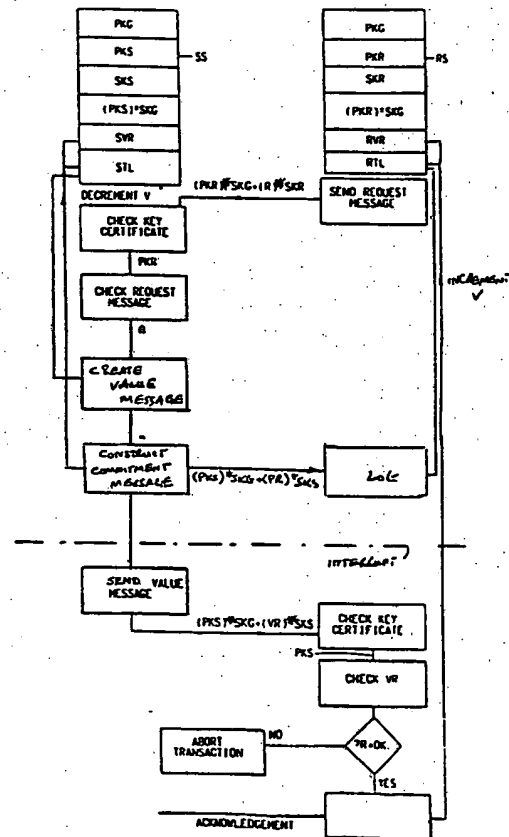 PKG
PKS
SS
SKS
(PKS)*SKG
SVR
STL
PKG
PKR
RS
SKR
(PKR)*SKG
RVR
RTL
DECREMENT V
(PKR)*SKG+(R)*SKR
SEND REQUEST
MESSAGE
CHECK KEY
CERTIFICATE
PKR
CHECK REQUEST
MESSAGE
INCREMENT
V
CREATE
VALUE
MESSAGE
CONSTRUCT
COMMITMENT
MESSAGE
(PKS)*SKG+(PR)*SKS
LOG
INTERRUPT
SEND VALUE
MESSAGE
(PKS)*SKG+(VR)*SKS
CHECK KEY
CERTIFICATE
PKS
CHECK VR
ABORT
TRANSACTION
NO
?R=OK.
YES
ACKNOWLEDGEMENT